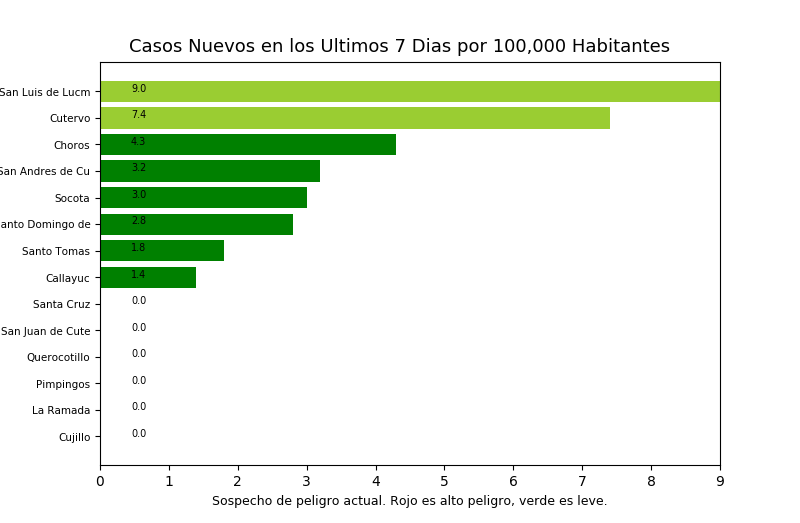 Casos Nuevos en los Ultimos 7 Dias por 100,000 Habitantes
San Luis de Lucm 9.0
Cutervo 7.4
Choros 4.3
San Andres de Cu 3.2
Socota 3.0
anto Domingo de 2.8
Santo Tomas 1.8
Callayuc 1.4
Santa Cruz 0.0
San Juan de Cute 0.0
Querocotillo 0.0
Pimpingos 0.0
La Ramada 0.0
Cujillo 0.0
0 1 2 3 4 5 6 7 8 9
Sospecho de peligro actual. Rojo es alto peligro, verde es leve.